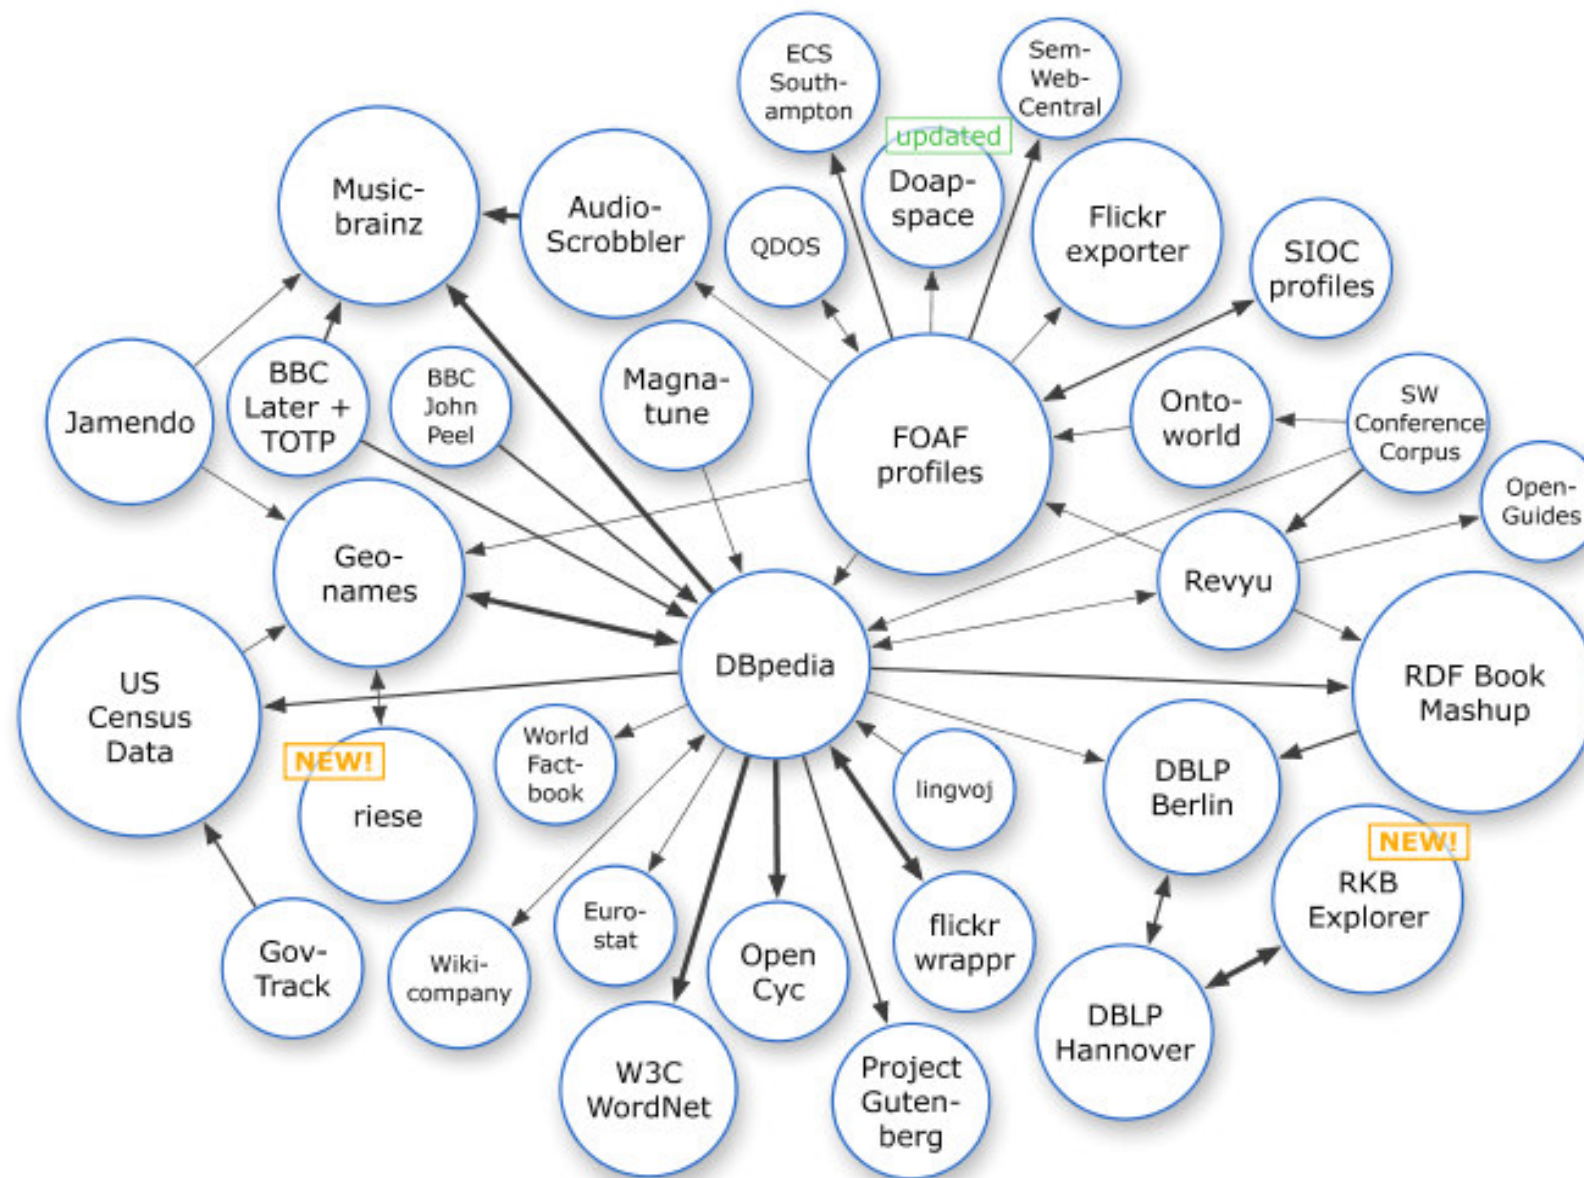 ECS
South-
ampton
Sem-
Web-
Central
updated
Doap-
space
Music-
brainz
Audio-
Scrobbler
QDOS
Flickr
exporter
SIOC
profiles
Jamendo
BBC
Later +
TOTP
BBC
John
Peel
Magna-
tune
FOAF
profiles
Onto-
world
SW
Conference
Corpus
Open-
Guides
Geo-
names
Revyu
US
Census
Data
DBpedia
RDF Book
Mashup
NEW!
riese
World
Fact-
book
lingvoj
DBLP
Berlin
NEW!
RKB
Explorer
Gov-
Track
Wiki-
company
Euro-
stat
Open
Cyc
flickr
wrappr
DBLP
Hannover
W3C
WordNet
Project
Guten-
berg